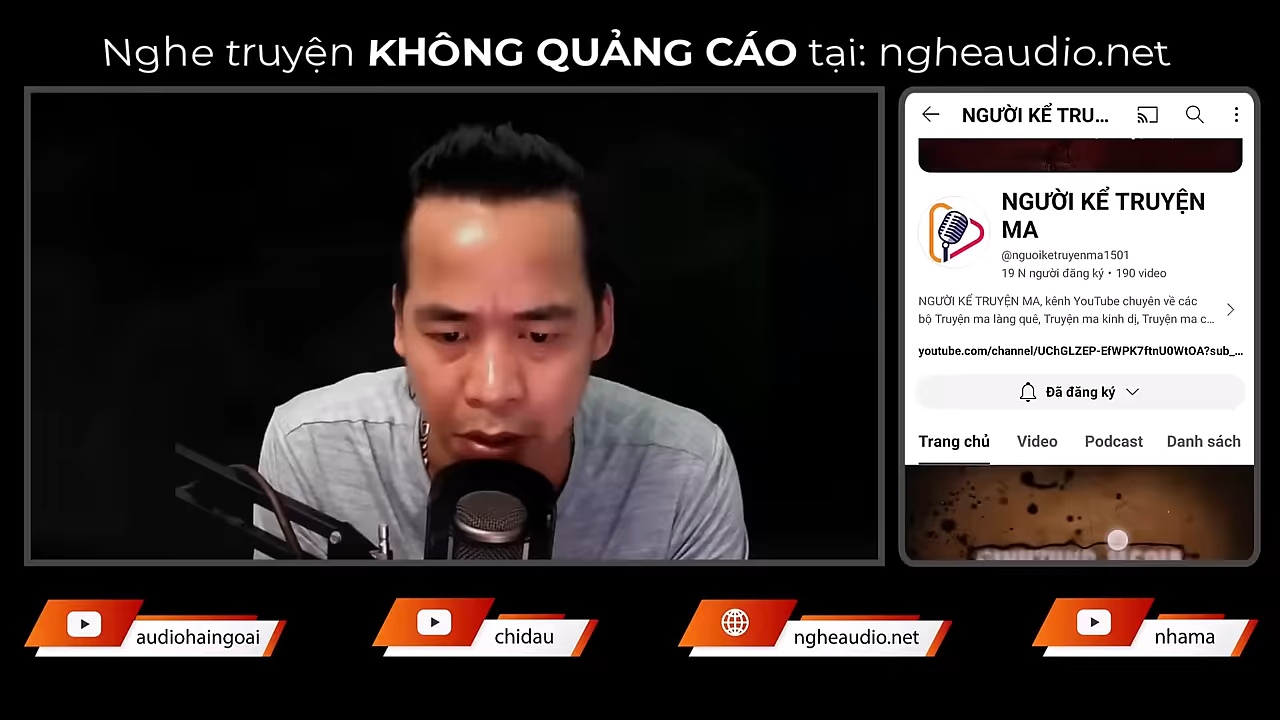 Nghe truyện KHÔNG QUẢNG CÁO tại: ngheaudio.net
NGƯỜI KỂ TRU...
NGƯỜI KỂ TRUYỆN
MA
@nguoiketruyenma1501
19 N người đăng ký • 190 video
NGƯỜI KỂ TRUYỆN MA, kênh YouTube chuyên về các
bộ Truyện ma làng quê, Truyện ma kinh dị, Truyện ma c...
youtube.com/channel/UChGLZEP-EfWPK7ftnU0WtOA?sub_...
Đã đăng ký
Trang chủ Video Podcast Danh sách
audiohaingoai
chidau
ngheaudio.net
nhama